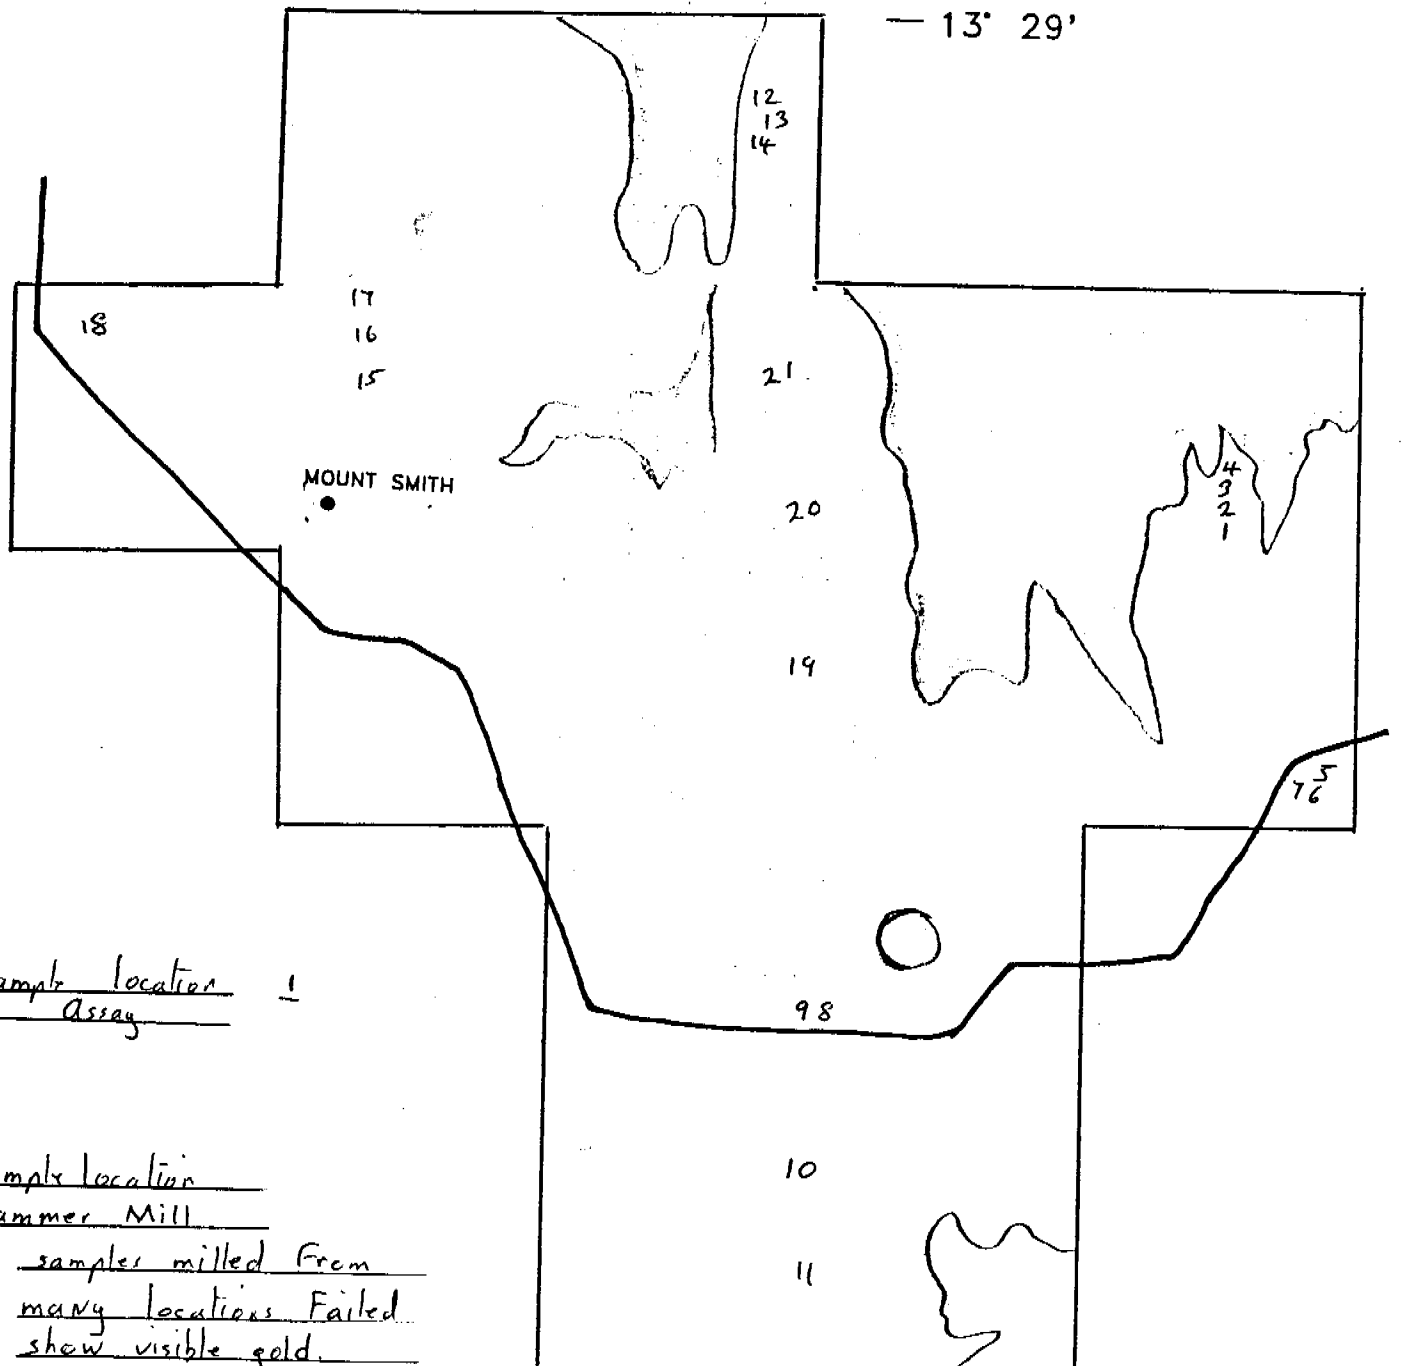 — 13° 29'
12
13
14
17
16
15
18
21
MOUNT SMITH
20
4
3
2
1
19
5
7 6
9 8
ample location 1
Assay
10
mple location
ammer Mill
samples milled From
11
many locations Failed
show visible gold.